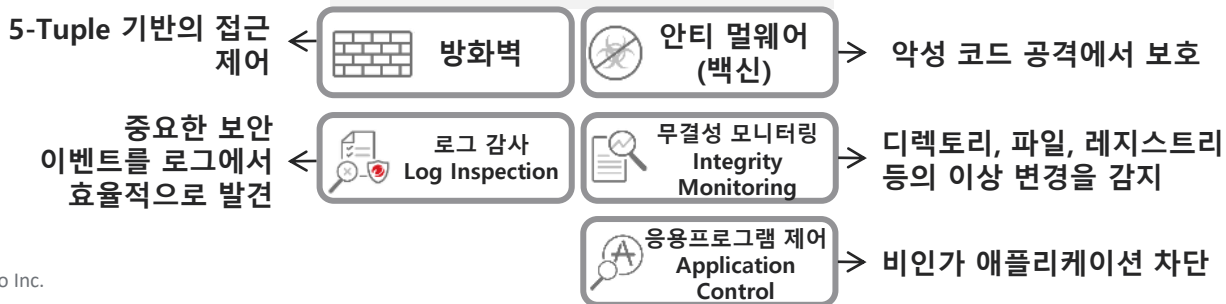 5-Tuple 기반의 접근
제어
방화벽
안티 멀웨어
(백신)
악성 코드 공격에서 보호
중요한 보안
이벤트를 로그에서
효율적으로 발견
로그 감사
Log Inspection
무결성 모니터링
Integrity
Monitoring
디렉토리, 파일, 레지스트리
등의 이상 변경을 감지
응용프로그램 제어
Application
Control
비인가 애플리케이션 차단
o Inc.